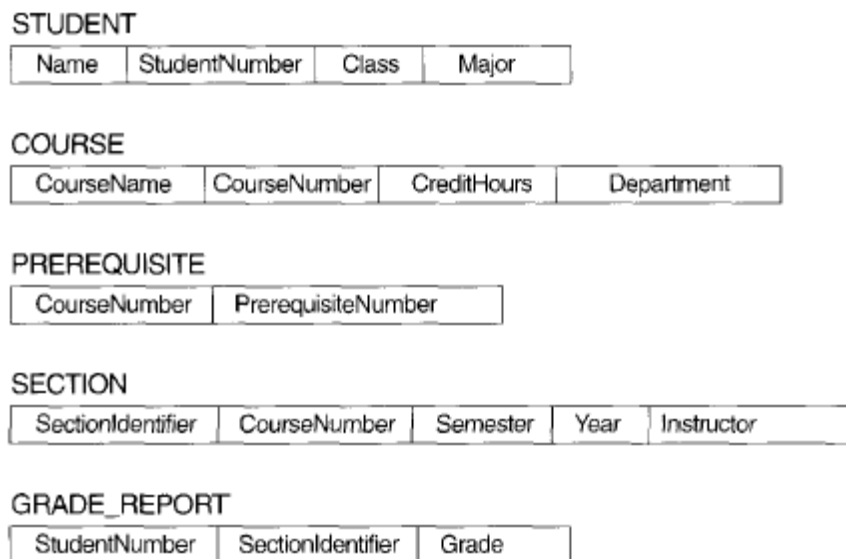 STUDENT
Name StudentNumber Class Major
COURSE
CourseName CourseNumber CreditHours Department
PREREQUISITE
CourseNumber PrerequisiteNumber
SECTION
SectionIdentifier CourseNumber Semester Year Instructor
GRADE_REPORT
StudentNumber SectionIdentifier Grade